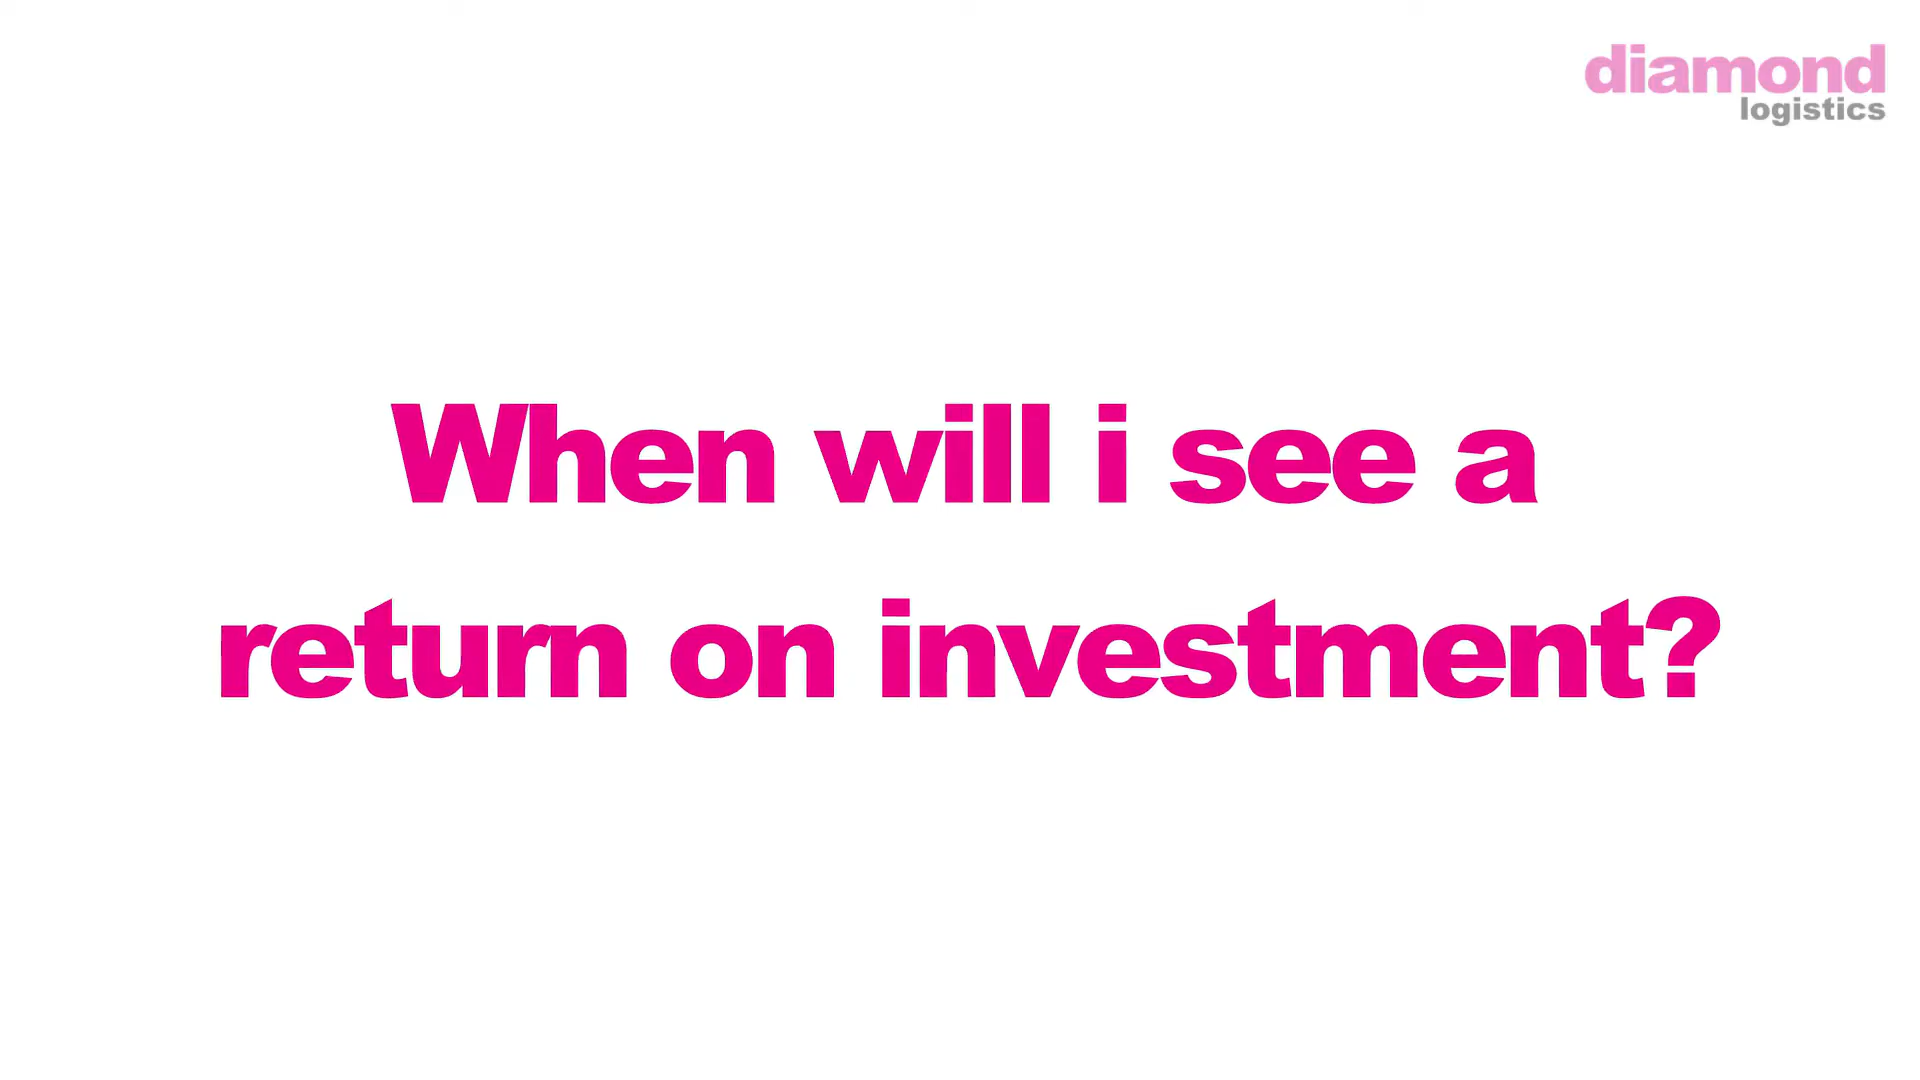 diamond
logistics
When will i see a
return on investment?